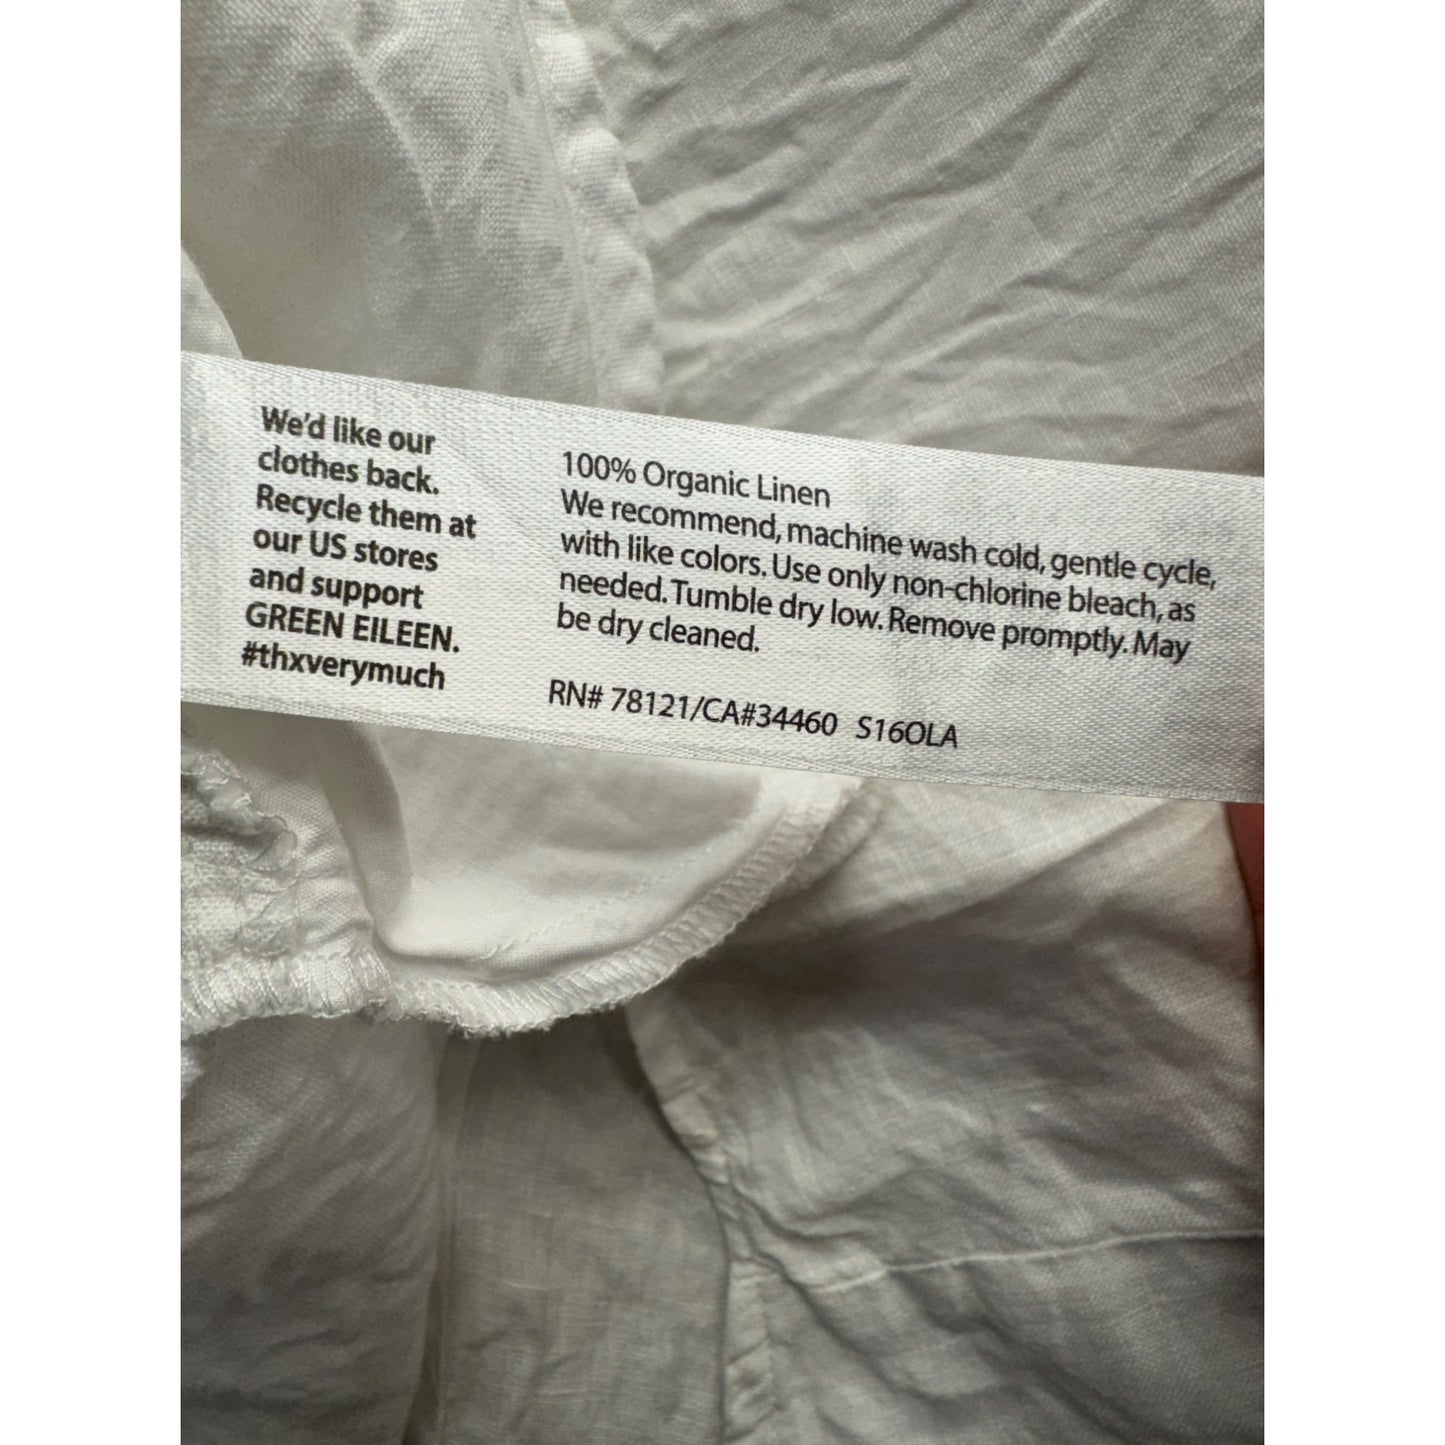 We'd like our
clothes back.
Recycle them at
our US stores
and support
GREEN EILEEN.
#thxverymuch
100% Organic Linen
We recommend, machine wash cold, gentle cycle,
with like colors. Use only non-chlorine bleach, as
needed. Tumble dry low. Remove promptly. May
be dry cleaned.
RN# 78121/CA#34460 S16OLA